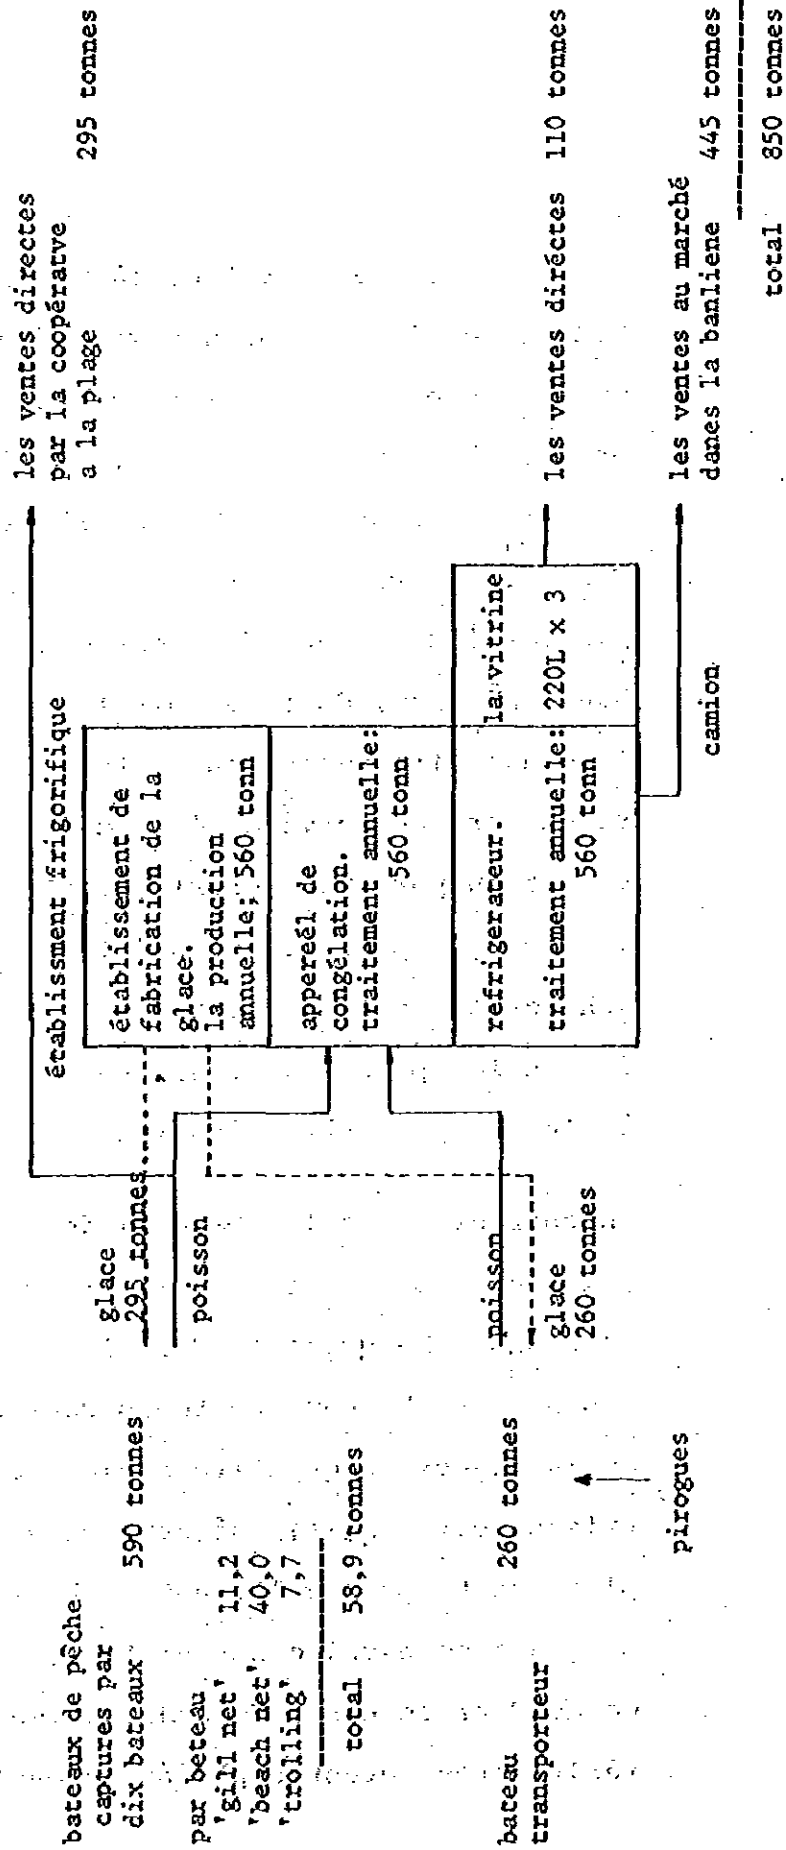 bateaux de pêche
captures par
dix bateaux 590 tonnes
par beteau
'gill net' 11,2
'beach net' 40,0
'trolling' 7,7
total 58,9 tonnes
bateau
transporteur 260 tonnes
pirogues
glace
295 tonnes
poisson
poisson
glace
260 tonnes
établissment frigorifique
établissement de
fabrication de la
glace.
la production
annuelle; 560 tonn
appereél de
congélation.
traitement annuelle:
560 tonn
refrigerateur.
traitement annuelle:
560 tonn
la vitrine
220L x 3
camion
les ventes directes
par la coopératve
a la plage 295 tonnes
les ventes diréctes 110 tonnes
les ventes au marché
danes la banliene 445 tonnes
total 850 tonnes